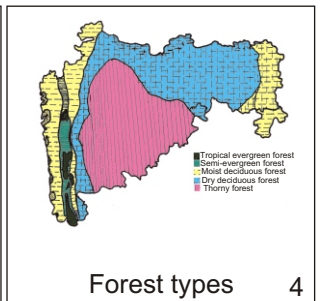 Tropical evergreen forest
Semi-evergreen forest
Moist deciduous forest
Dry deciduous forest
Thorny forest
Forest types 4